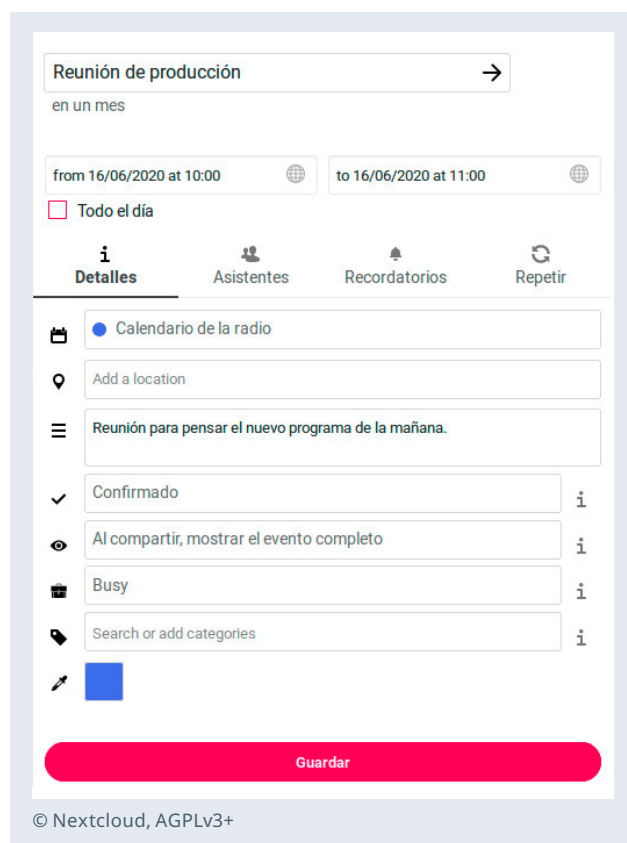 Reunión de producción
en un mes
from 16/06/2020 at 10:00 to 16/06/2020 at 11:00
Todo el día
Detalles Asistentes Recordatorios Repetir
Calendario de la radio
Add a location
Reunión para pensar el nuevo programa de la mañana.
Confirmado
Al compartir, mostrar el evento completo
Busy
Search or add categories
Guardar
© Nextcloud, AGPLv3+